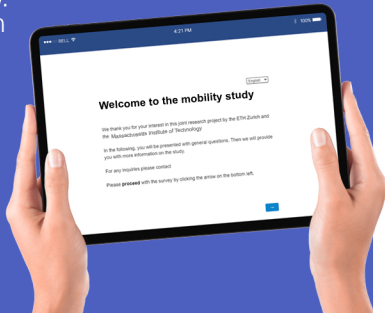 BELL
4:21 PM
100%
English
Welcome to the mobility study
We thank you for your interest in this joint research project by the ETH Zurich and
the Massachusetts Institute of Technology
In the following, you will be presented with general questions. Then we will provide
you with more information on the study.
For any inquiries please contact
Please proceed with the survey by clicking the arrow on the bottom left.